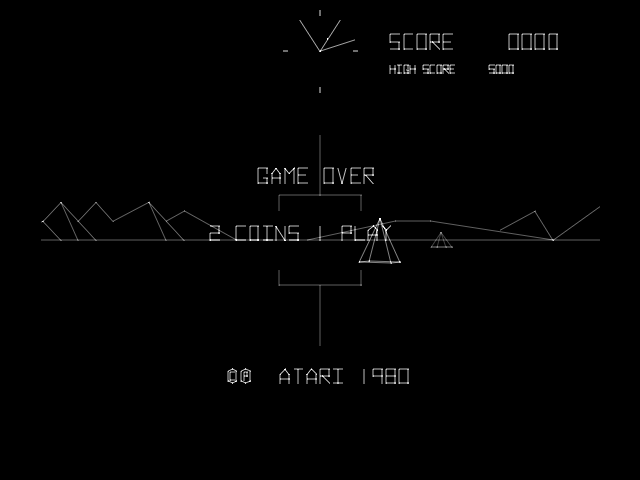 SCORE 0000
HIGH SCORE 5000
GAME OVER
2 COINS 1 PLAY
©℗ ATARI 1980